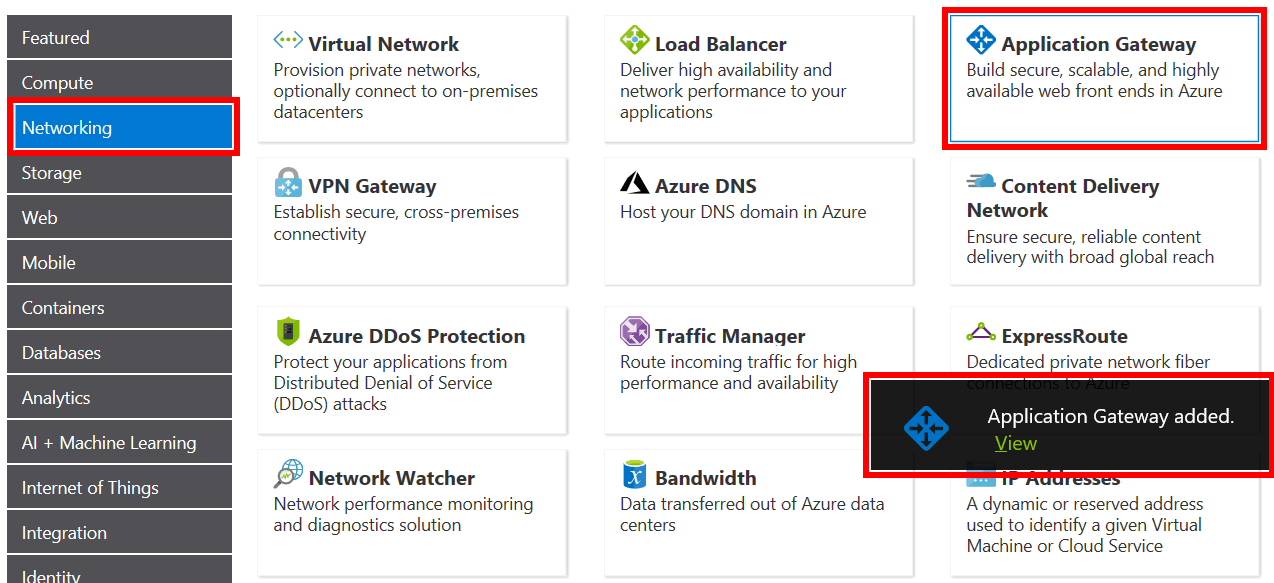 Featured
Compute
Networking
Storage
Web
Mobile
Containers
Databases
Analytics
AI + Machine Learning
Internet of Things
Integration
Identity
Virtual Network
Provision private networks,
optionally connect to on-premises
datacenters
Load Balancer
Deliver high availability and
network performance to your
applications
Application Gateway
Build secure, scalable, and highly
available web front ends in Azure
VPN Gateway
Establish secure, cross-premises
connectivity
Azure DNS
Host your DNS domain in Azure
Content Delivery
Network
Ensure secure, reliable content
delivery with broad global reach
Azure DDoS Protection
Protect your applications from
Distributed Denial of Service
(DDoS) attacks
Traffic Manager
Route incoming traffic for high
performance and availability
ExpressRoute
Dedicated private network fiber
connections to Azure
Application Gateway added.
View
Network Watcher
Network performance monitoring
and diagnostics solution
Bandwidth
Data transferred out of Azure data
centers
IP Addresses
A dynamic or reserved address
used to identify a given Virtual
Machine or Cloud Service